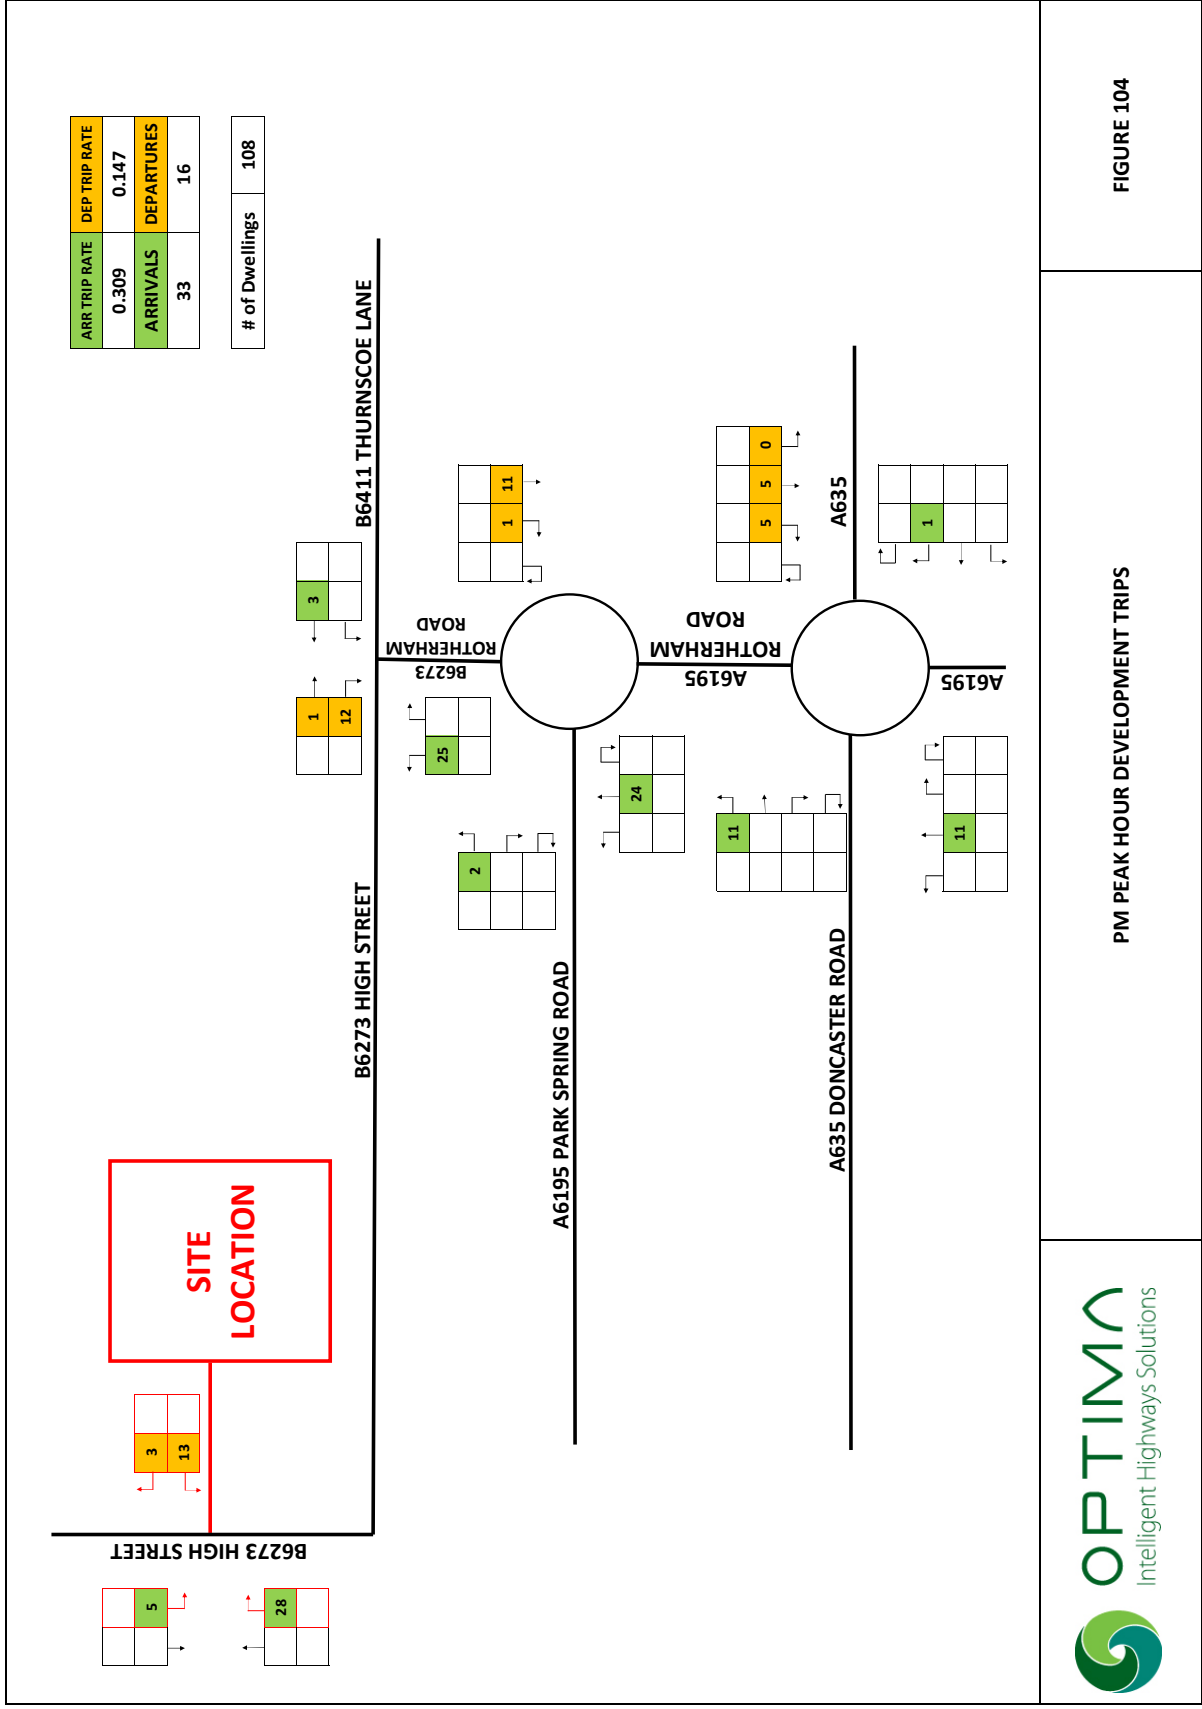 ARR TRIP RATE DEP TRIP RATE
0.309 0.147
ARRIVALS DEPARTURES
33 16
# of Dwellings 108
SITE
LOCATION
3
13
B6273 HIGH STREET
5
28
B6273 HIGH STREET
B6411 THURNSCOE LANE
1
12
3
B6273
ROTHERHAM
ROAD
25
1 11
2
24
A6195 PARK SPRING ROAD
A6195
ROTHERHAM
ROAD
5 5 0
11
A635 DONCASTER ROAD
A635
1
A6195
11
OPTIMA
Intelligent Highways Solutions
PM PEAK HOUR DEVELOPMENT TRIPS
FIGURE 104